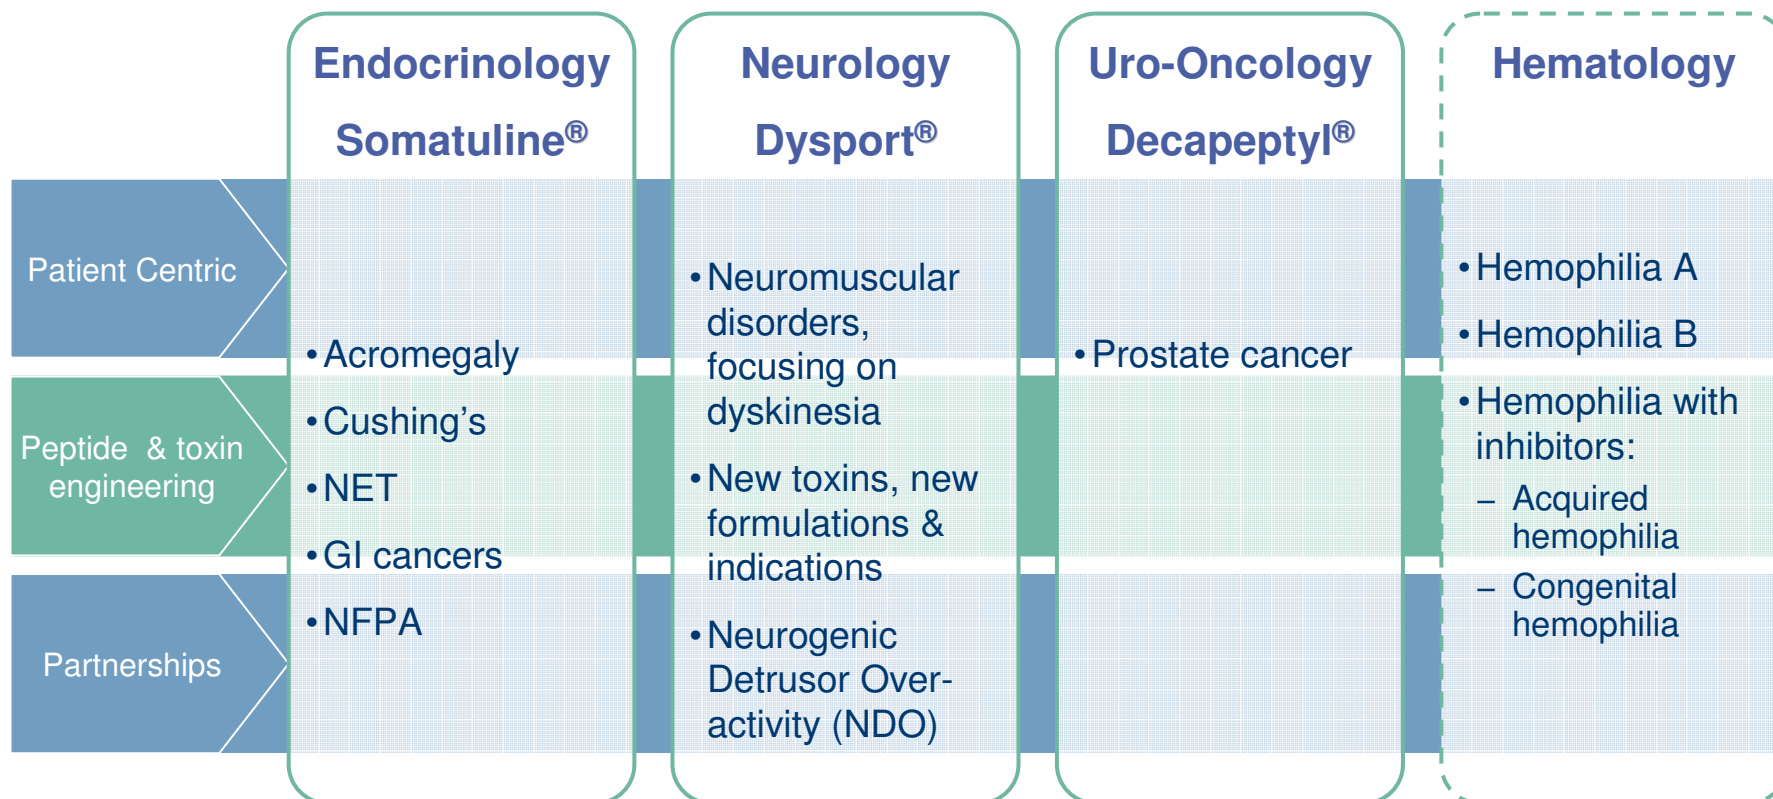 Endocrinology
Somatuline®
Neurology
Dysport®
Uro-Oncology
Decapeptyl®
Hematology
Patient Centric
Peptide & toxin
engineering
Partnerships
•Acromegaly
•Cushing’s
•NET
•GI cancers
•NFPA
•Neuromuscular
disorders,
focusing on
dyskinesia
•New toxins, new
formulations &
indications
•Neurogenic
Detrusor Over-
activity (NDO)
•Prostate cancer
•Hemophilia A
•Hemophilia B
•Hemophilia with
inhibitors:
– Acquired
hemophilia
– Congenital
hemophilia